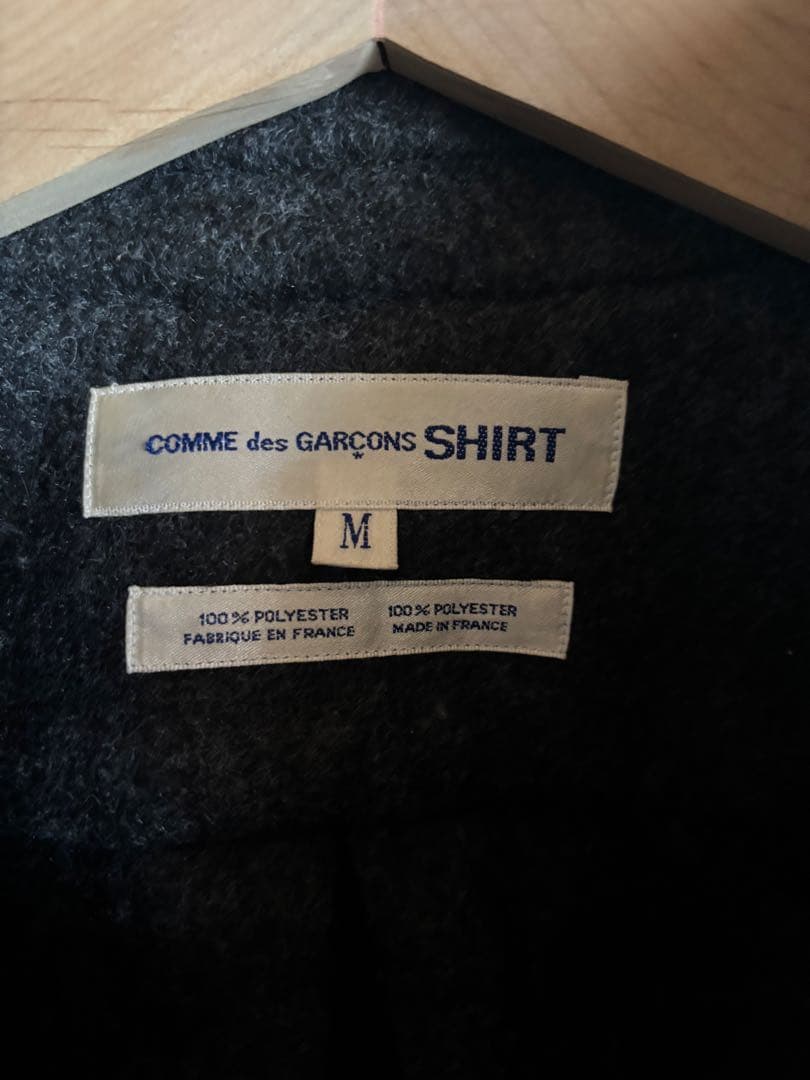 COMME des GARÇONS SHIRT
M
100% POLYESTER
FABRIQUE EN FRANCE
100% POLYESTER
MADE IN FRANCE